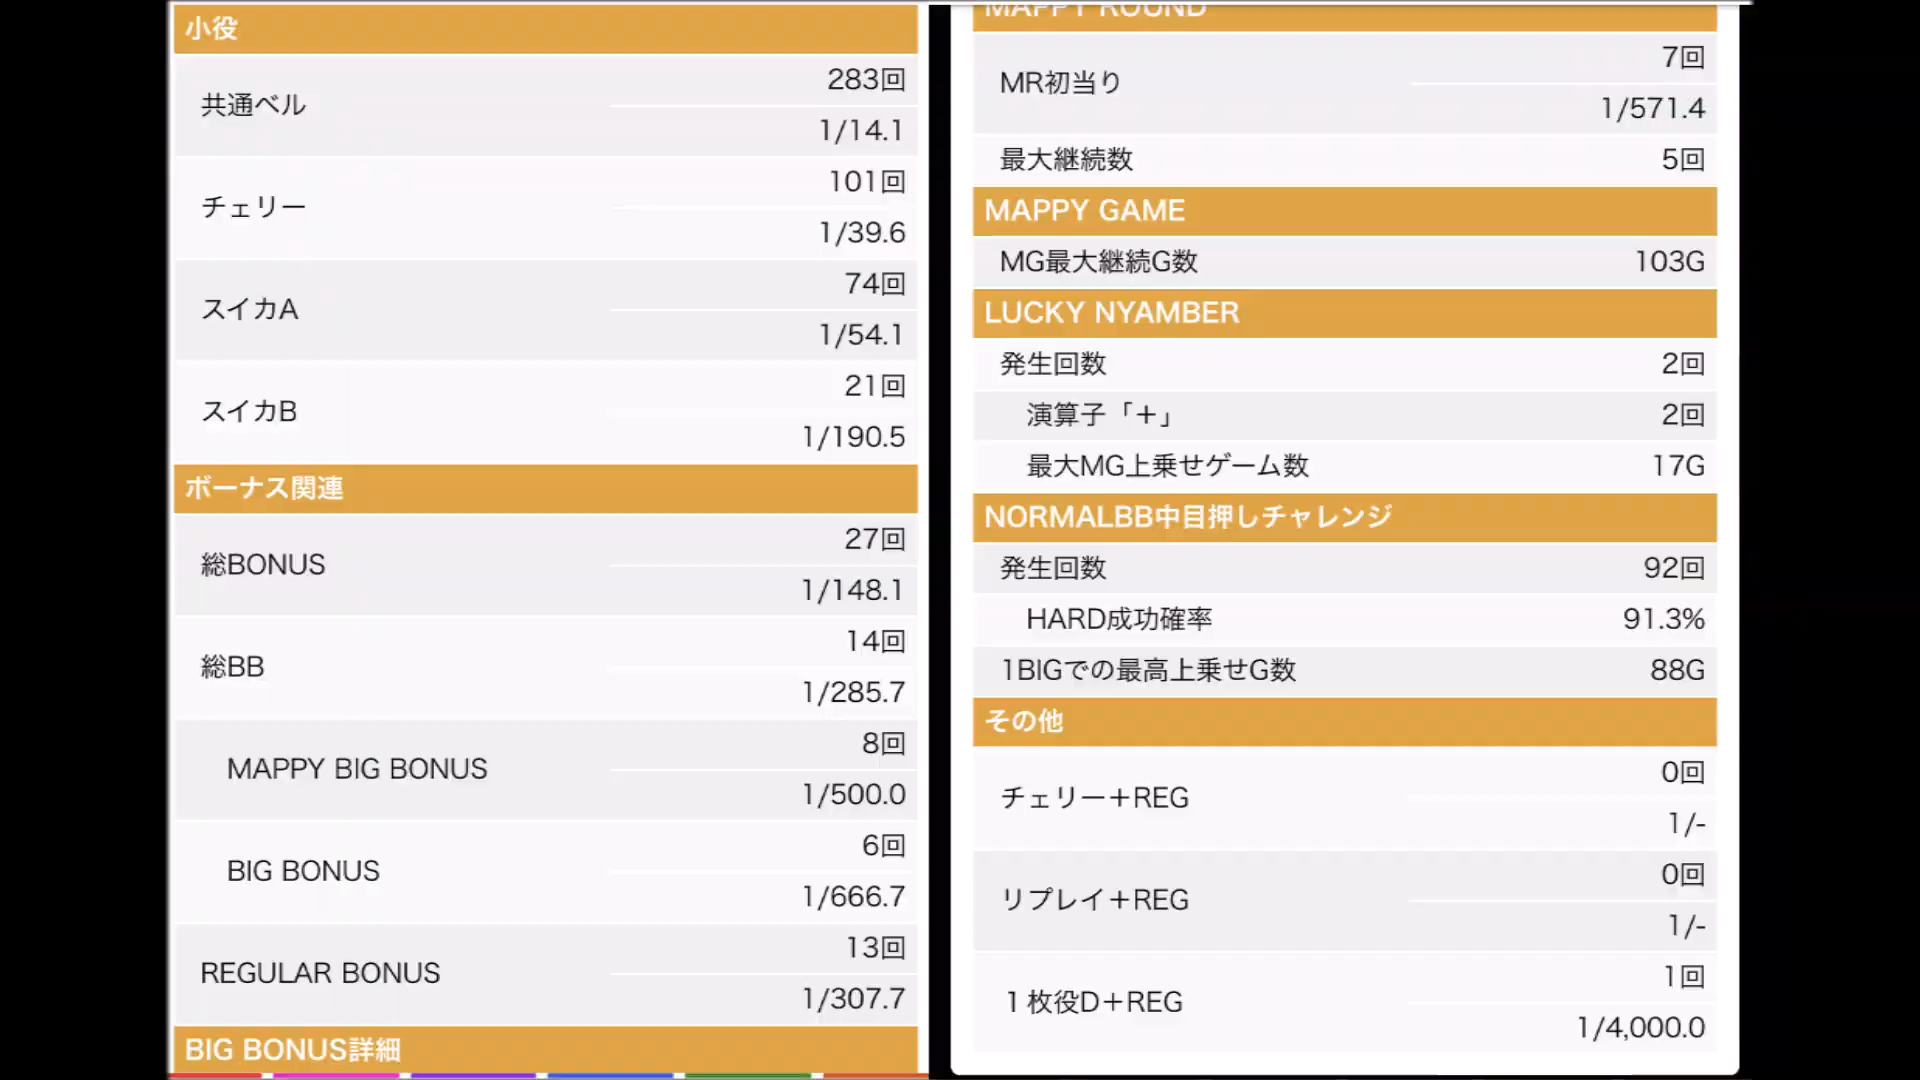 小役
共通ベル
283回
1/14.1
チェリー
101回
1/39.6
スイカA
74回
1/54.1
スイカB
21回
1/190.5
ボーナス関連
総BONUS
27回
1/148.1
総BB
14回
1/285.7
MAPPY BIG BONUS
8回
1/500.0
BIG BONUS
6回
1/666.7
REGULAR BONUS
13回
1/307.7
BIG BONUS詳細
MAPPY ROUND
MR初当り
7回
1/571.4
最大継続数
5回
MAPPY GAME
MG最大継続G数
103G
LUCKY NYAMBER
発生回数
2回
演算子「＋」
2回
最大MG上乗せゲーム数
17G
NORMALBB中目押しチャレンジ
発生回数
92回
HARD成功確率
91.3%
1BIGでの最高上乗せG数
88G
その他
チェリー＋REG
0回
1/-
リプレイ＋REG
0回
1/-
１枚役D＋REG
1回
1/4,000.0